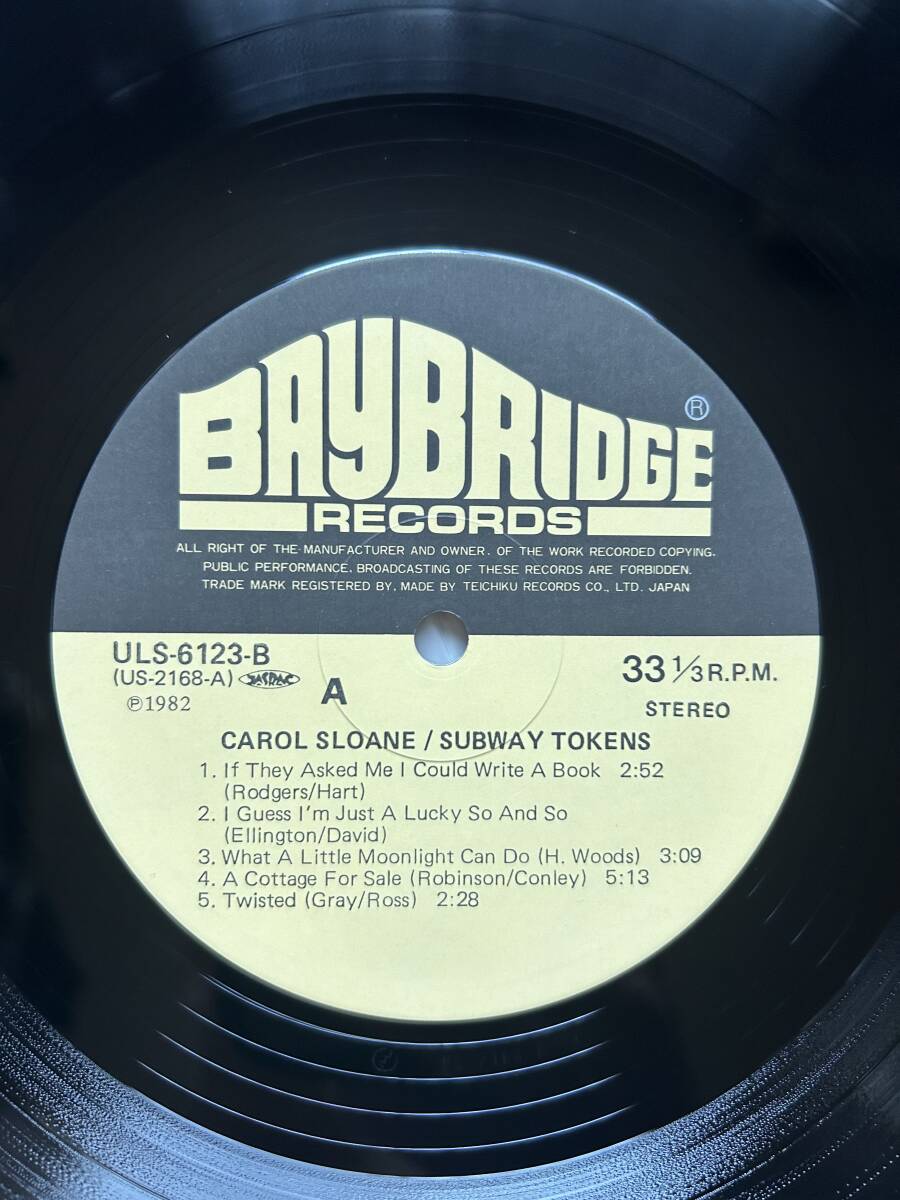 BAYBRIDGE ®
RECORDS
ALL RIGHT OF THE MANUFACTURER AND OWNER. OF THE WORK RECORDED COPYING.
PUBLIC PERFORMANCE, BROADCASTING OF THESE RECORDS ARE FORBIDDEN.
TRADE MARK REGISTERED BY, MADE BY TEICHIKU RECORDS CO., LTD. JAPAN
ULS-6123-B
33 1/3 R.P.M.
(US-2168-A) JASRAC
A
STEREO
℗1982
CAROL SLOANE / SUBWAY TOKENS
1. If They Asked Me I Could Write A Book 2:52
(Rodgers/Hart)
2. I Guess I'm Just A Lucky So And So
(Ellington/David)
3. What A Little Moonlight Can Do (H. Woods) 3:09
4. A Cottage For Sale (Robinson/Conley) 5:13
5. Twisted (Gray/Ross) 2:28